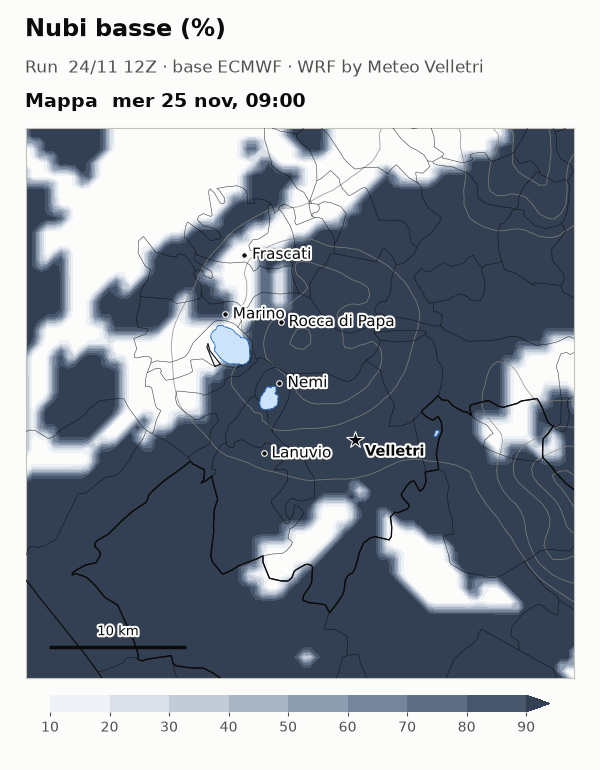 Nubi basse (%)
Run  24/11 12Z · base ECMWF · WRF by Meteo Velletri
Mappa  mer 25 nov, 09:00
Frascati
Marino
Rocca di Papa
Nemi
Velletri
Lanuvio
10 km
10 20 30 40 50 60 70 80 90